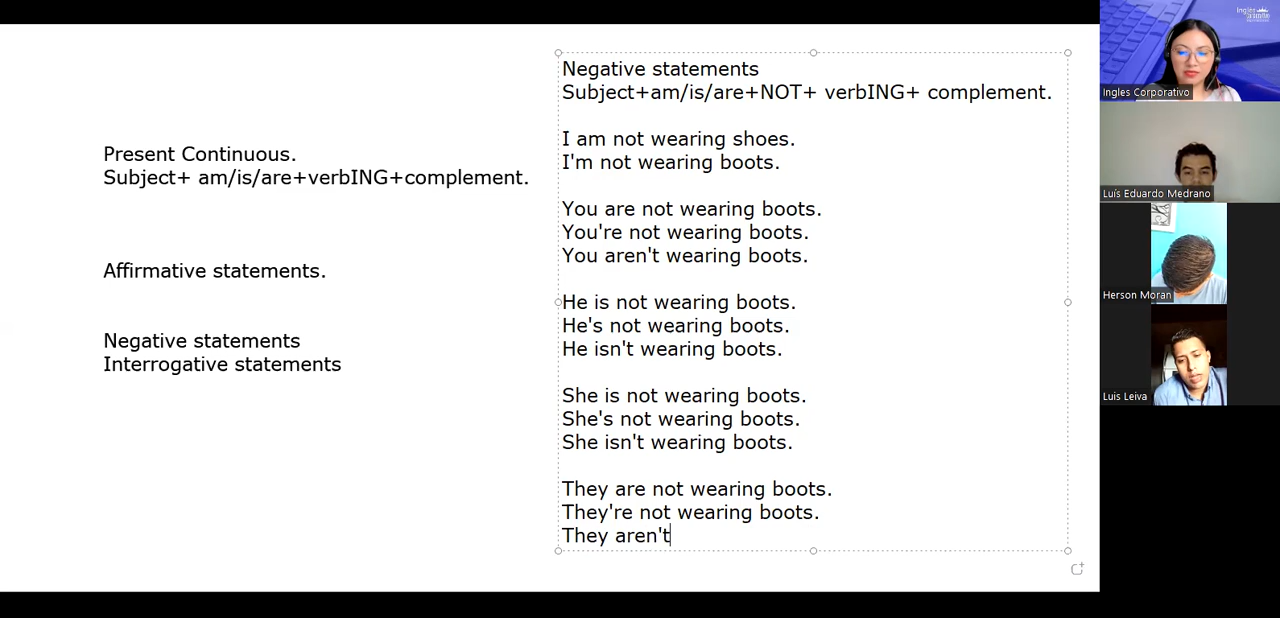 Present Continuous.
Subject+ am/is/are+verbING+complement.
Affirmative statements.
Negative statements
Interrogative statements
Negative statements
Subject+am/is/are+NOT+ verbING+ complement.
I am not wearing shoes.
I'm not wearing boots.
You are not wearing boots.
You're not wearing boots.
You aren't wearing boots.
He is not wearing boots.
He's not wearing boots.
He isn't wearing boots.
She is not wearing boots.
She's not wearing boots.
She isn't wearing boots.
They are not wearing boots.
They're not wearing boots.
They aren't
Ingles
Ingles Corporativo
Luís Eduardo Medrano
Herson Moran
Luis Leiva